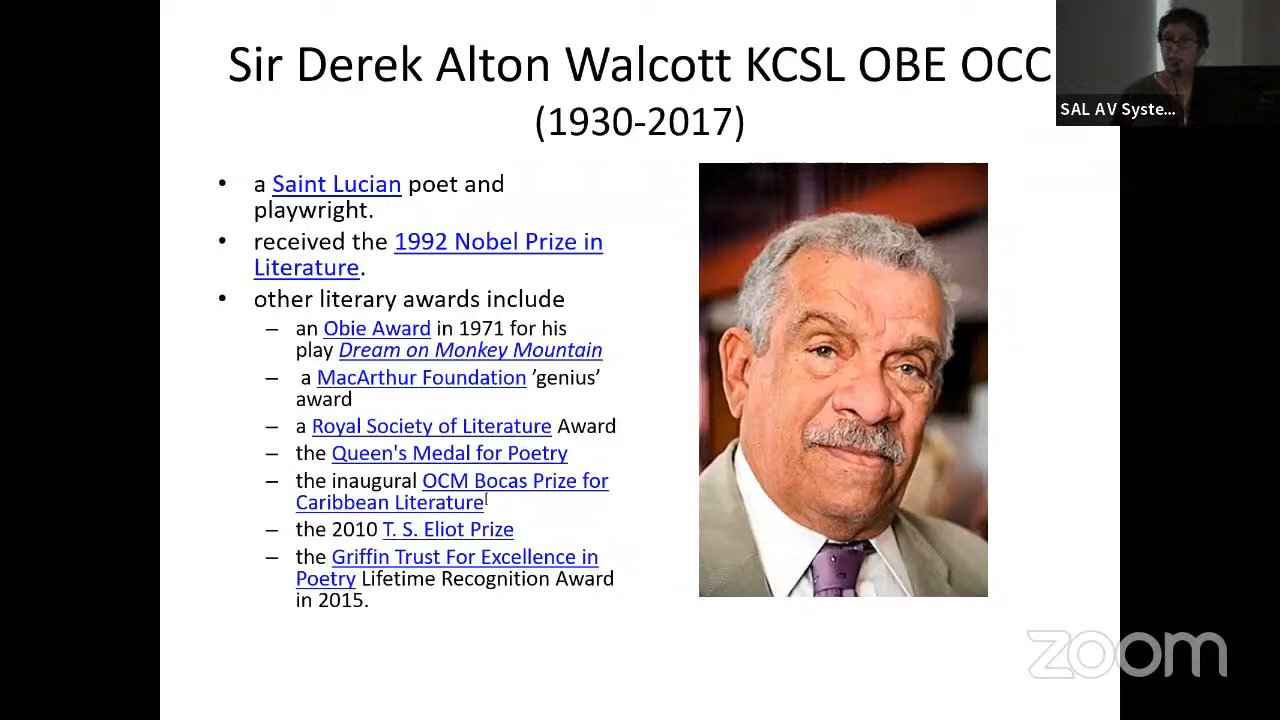 Sir Derek Alton Walcott KCSL OBE OCC
(1930-2017)
SAL AV Syste...
• a Saint Lucian poet and
playwright.
• received the 1992 Nobel Prize in
Literature.
• other literary awards include
– an Obie Award in 1971 for his
play Dream on Monkey Mountain
– a MacArthur Foundation ’genius’
award
– a Royal Society of Literature Award
– the Queen's Medal for Poetry
– the inaugural OCM Bocas Prize for
Caribbean Literature[
– the 2010 T. S. Eliot Prize
– the Griffin Trust For Excellence in
Poetry Lifetime Recognition Award
in 2015.
zoom